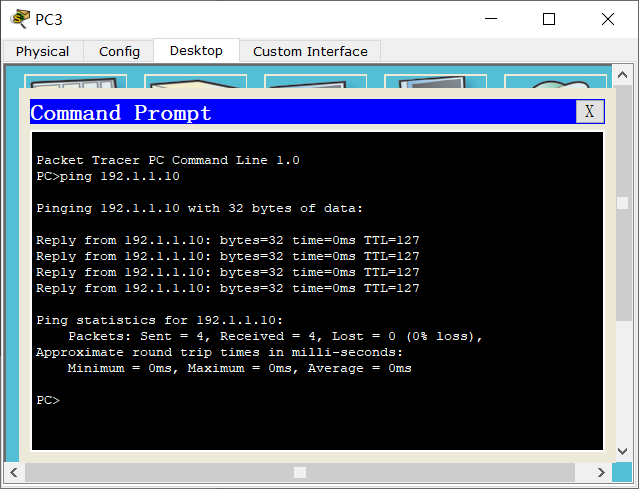 PC3
Physical Config Desktop Custom Interface
Command Prompt X
Packet Tracer PC Command Line 1.0
PC>ping 192.1.1.10
Pinging 192.1.1.10 with 32 bytes of data:
Reply from 192.1.1.10: bytes=32 time=0ms TTL=127
Reply from 192.1.1.10: bytes=32 time=0ms TTL=127
Reply from 192.1.1.10: bytes=32 time=0ms TTL=127
Reply from 192.1.1.10: bytes=32 time=0ms TTL=127
Ping statistics for 192.1.1.10:
Packets: Sent = 4, Received = 4, Lost = 0 (0% loss),
Approximate round trip times in milli-seconds:
Minimum = 0ms, Maximum = 0ms, Average = 0ms
PC>